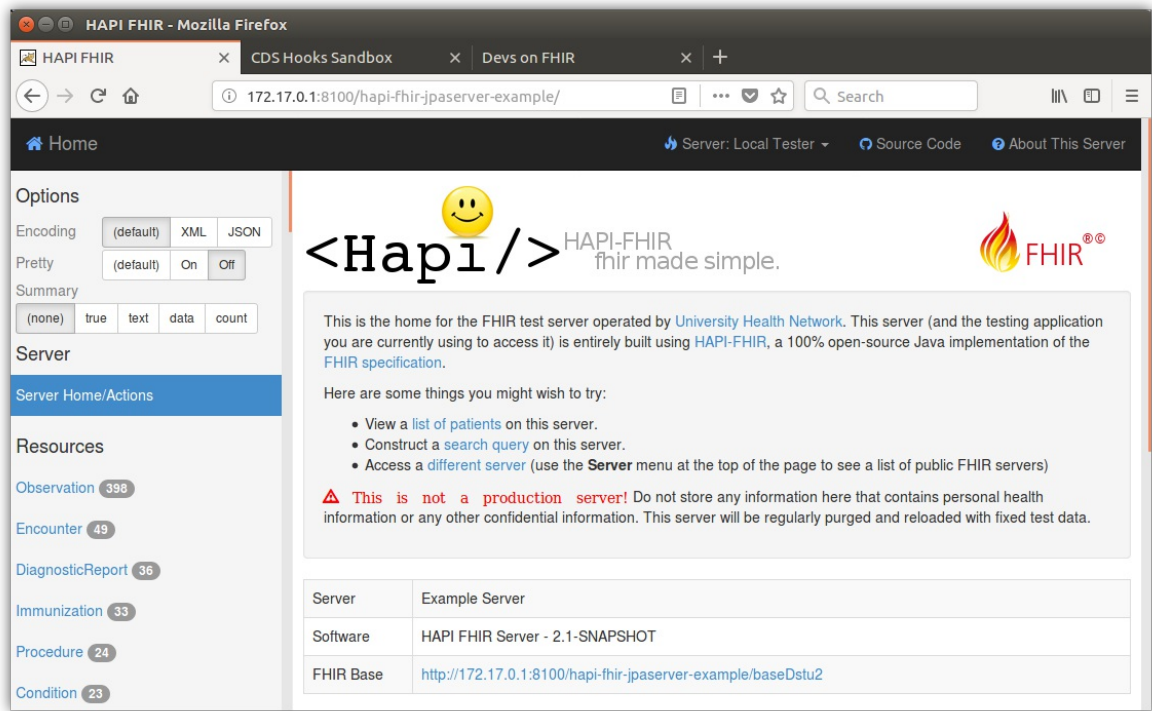 HAPI FHIR - Mozilla Firefox
HAPI FHIR
CDS Hooks Sandbox
Devs on FHIR
172.17.0.1:8100/hapi-fhir-jpaserver-example/
Search
Home
Server: Local Tester
Source Code
About This Server
Options
Encoding (default) XML JSON
Pretty (default) On Off
Summary
(none) true text data count
Server
Server Home/Actions
Resources
Observation 398
Encounter 49
DiagnosticReport 36
Immunization 33
Procedure 24
Condition 23
<Hapi/>
HAPI-FHIR
fhir made simple.
FHIR®©
This is the home for the FHIR test server operated by University Health Network. This server (and the testing application
you are currently using to access it) is entirely built using HAPI-FHIR, a 100% open-source Java implementation of the
FHIR specification.
Here are some things you might wish to try:
• View a list of patients on this server.
• Construct a search query on this server.
• Access a different server (use the Server menu at the top of the page to see a list of public FHIR servers)
This is not a production server! Do not store any information here that contains personal health
information or any other confidential information. This server will be regularly purged and reloaded with fixed test data.
Server Example Server
Software HAPI FHIR Server - 2.1-SNAPSHOT
FHIR Base http://172.17.0.1:8100/hapi-fhir-jpaserver-example/baseDstu2